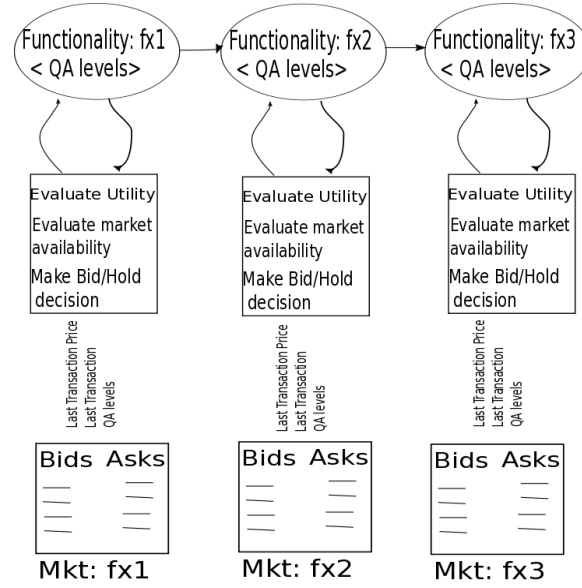 Functionality: fx1
< QA levels>
Functionality: fx2
< QA levels>
Functionality: fx3
< QA levels>
Evaluate Utility
Evaluate market
availability
Make Bid/Hold
decision
Evaluate Utility
Evaluate market
availability
Make Bid/Hold
decision
Evaluate Utility
Evaluate market
availability
Make Bid/Hold
decision
Last Transaction Price
Last Transaction
QA levels
Last Transaction Price
Last Transaction
QA levels
Last Transaction Price
Last Transaction
QA levels
Bids Asks
Bids Asks
Bids Asks
Mkt: fx1
Mkt: fx2
Mkt: fx3